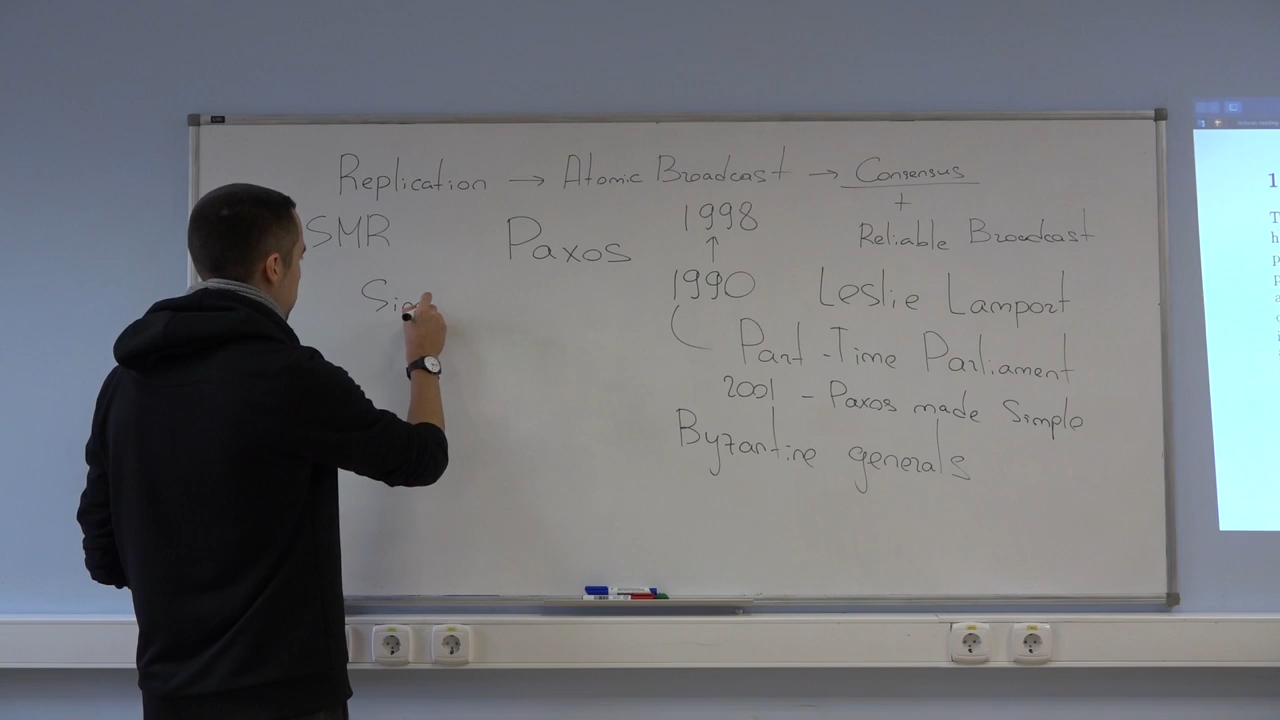 Replication → Atomic Broadcast → Consensus
+
SMR Paxos 1998 Reliable Broadcast
↑
1990 Leslie Lamport
Part-Time Parliament
2001 - Paxos made Simple
Byzantine generals